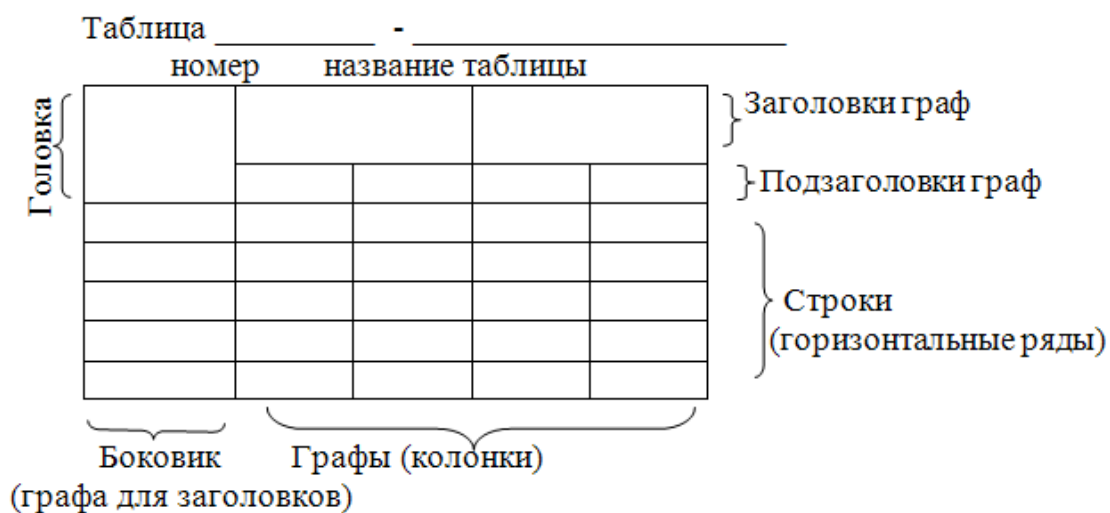 Таблица __________ - ______________________
номер название таблицы
Головка
Заголовки граф
Подзаголовки граф
Строки
(горизонтальные ряды)
Боковик
(графа для заголовков)
Графы (колонки)